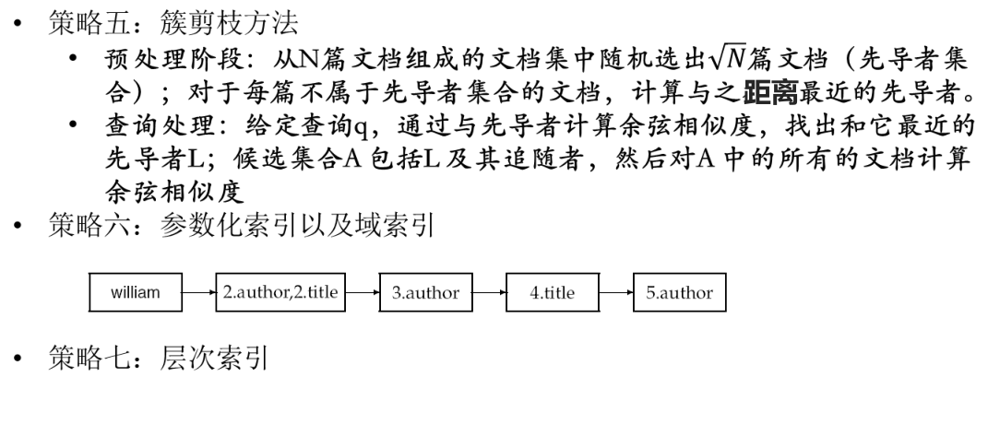 • 策略五：簇剪枝方法
• 预处理阶段：从N篇文档组成的文档集中随机选出√N篇文档（先导者集
合）；对于每篇不属于先导者集合的文档，计算与之距离最近的先导者。
• 查询处理：给定查询q，通过与先导者计算余弦相似度，找出和它最近的
先导者L；候选集合A 包括L 及其追随者，然后对A 中的所有的文档计算
余弦相似度
• 策略六：参数化索引以及域索引
william 2.author,2.title 3.author 4.title 5.author
• 策略七：层次索引